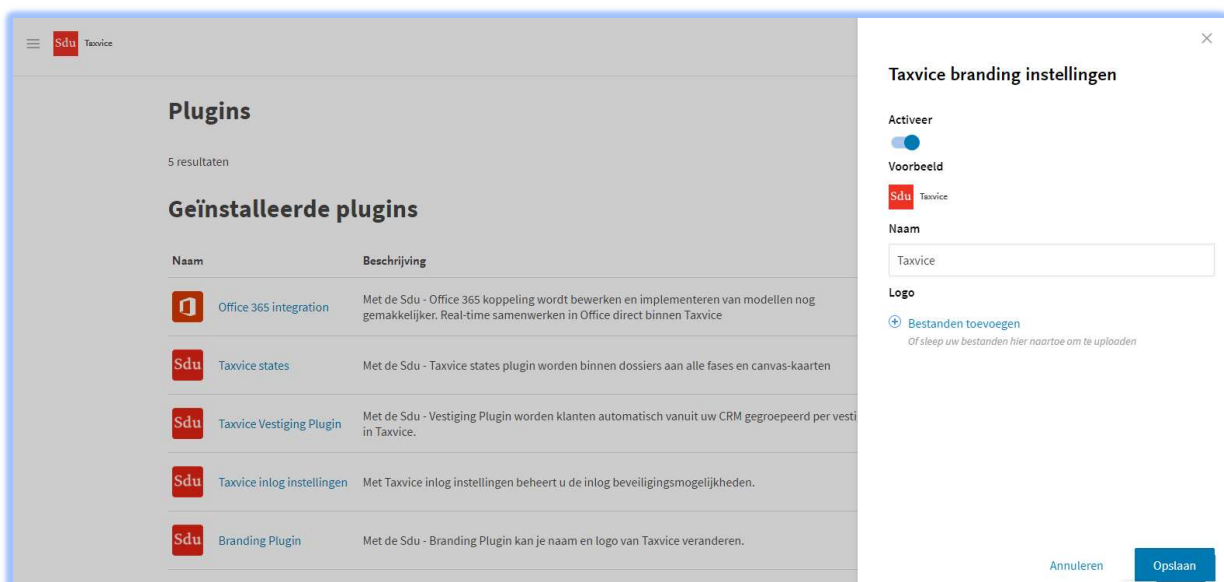 Sdu Taxvice
Plugins
5 resultaten
Geïnstalleerde plugins
Naam Beschrijving
Office 365 integration
Met de Sdu - Office 365 koppeling wordt bewerken en implementeren van modellen nog
gemakkelijker. Real-time samenwerken in Office direct binnen Taxvice
Sdu Taxvice states
Met de Sdu - Taxvice states plugin worden binnen dossiers aan alle fases en canvas-kaarten
Sdu Taxvice Vestiging Plugin
Met de Sdu - Vestiging Plugin worden klanten automatisch vanuit uw CRM gegroepeerd per vesti
in Taxvice.
Sdu Taxvice inlog instellingen
Met Taxvice inlog instellingen beheert u de inlog beveiligingsmogelijkheden.
Sdu Branding Plugin
Met de Sdu - Branding Plugin kan je naam en logo van Taxvice veranderen.
Taxvice branding instellingen
Activeer
Voorbeeld
Sdu Taxvice
Naam
Taxvice
Logo
Bestanden toevoegen
Of sleep uw bestanden hier naartoe om te uploaden
Annuleren Opslaan